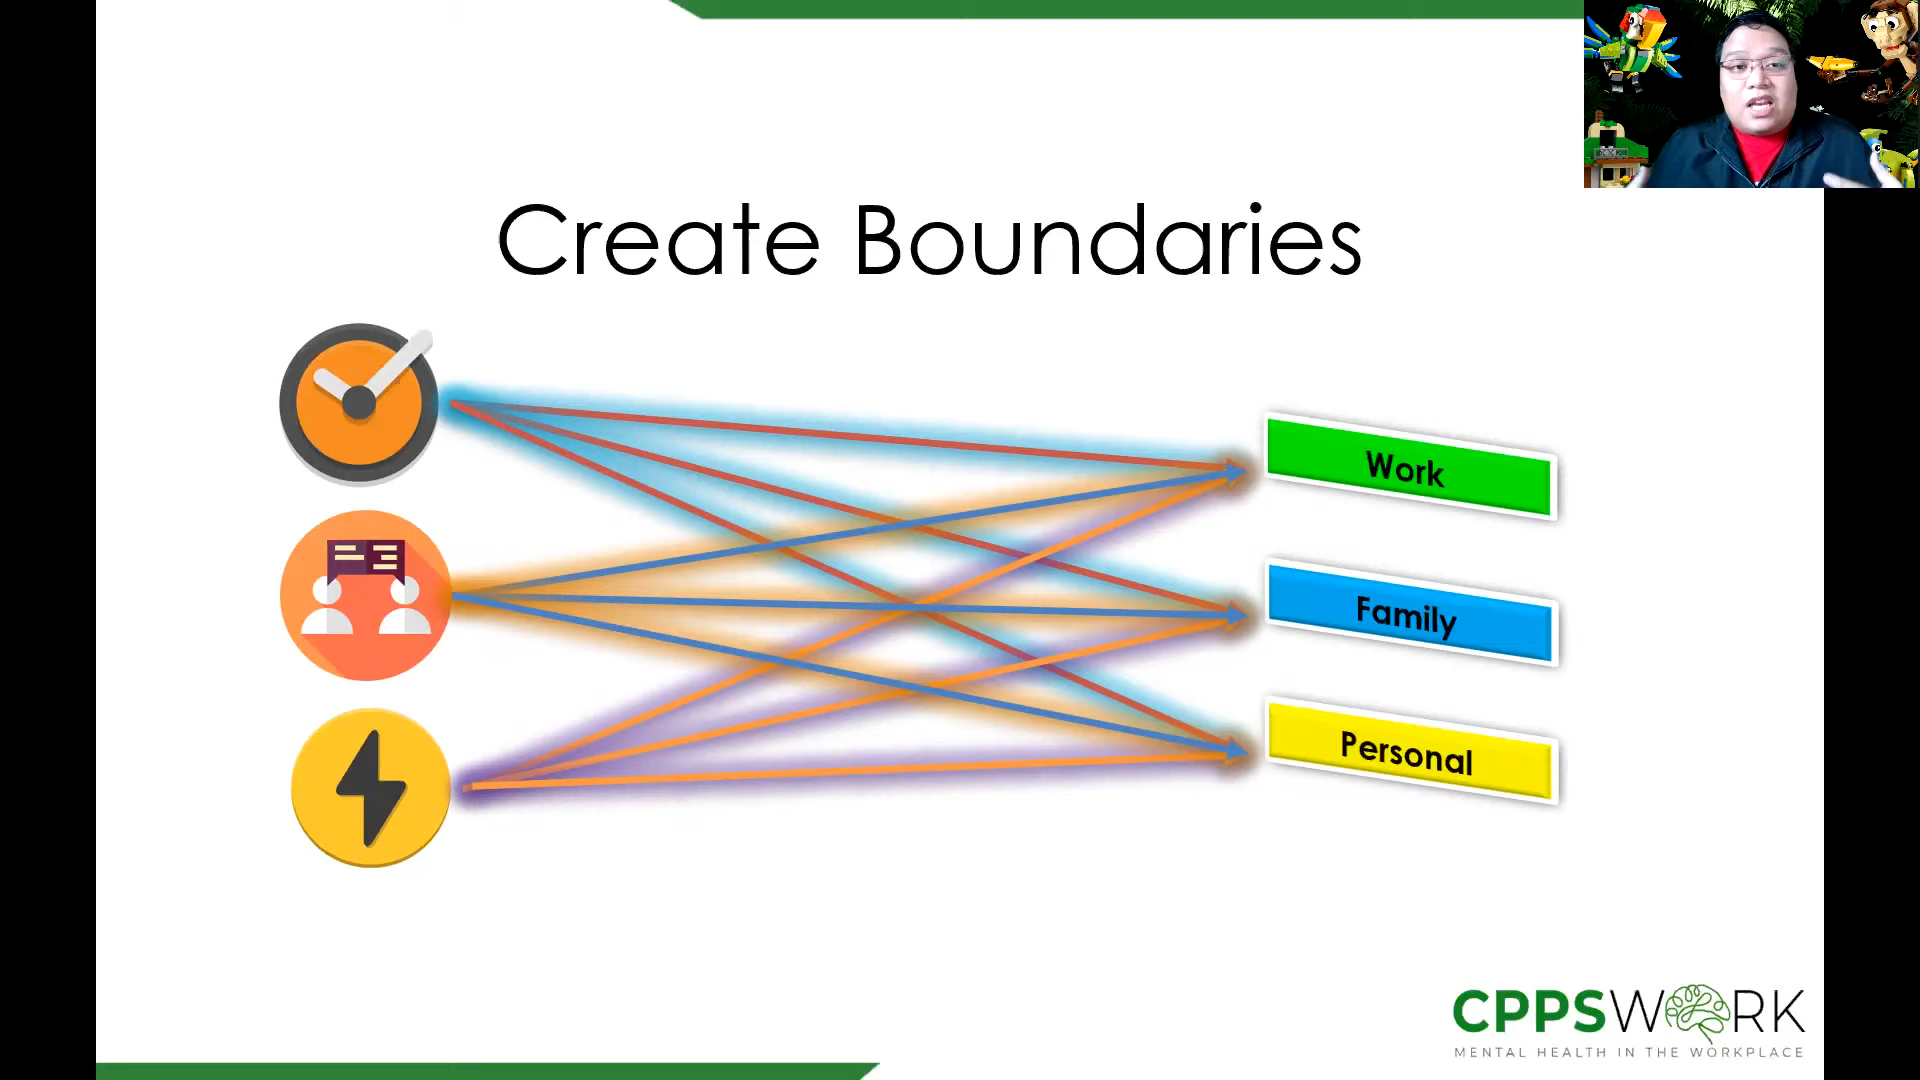 Create Boundaries
Work
Family
Personal
CPPSWORK
MENTAL HEALTH IN THE WORKPLACE